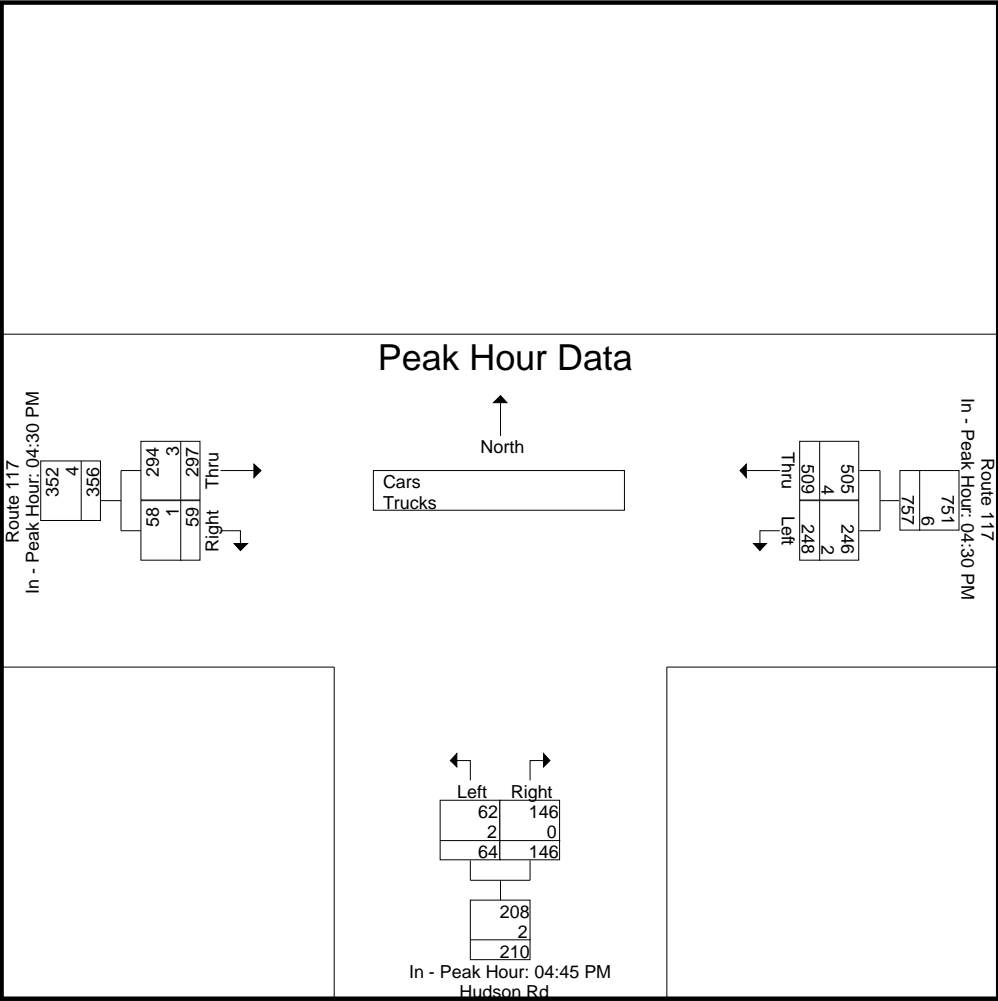 Peak Hour Data
North
Cars
Trucks
Route 117
In - Peak Hour: 04:30 PM
352
4
356
294
3
297
Thru
58
1
59
Right
Route 117
In - Peak Hour: 04:30 PM
751
6
757
505
4
509
Thru
246
2
248
Left
Left Right
62 146
2 0
64 146
208
2
210
In - Peak Hour: 04:45 PM
Hudson Rd